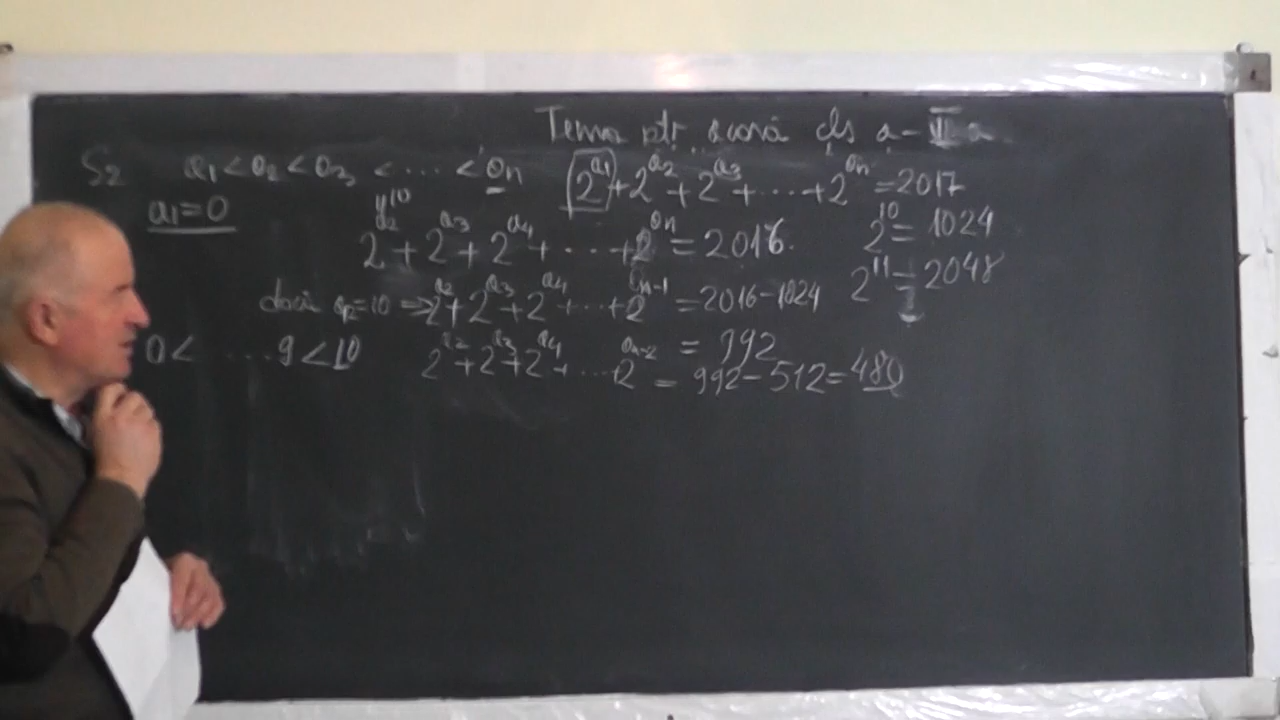 Tema ptr. acasă cls a-
S₂ a₁<a₂<a₃ < ... < aₙ 2^a₁+2^a₂+2^a₃+.....+2^aₙ=2017
a₁=0 2^a₂+2^a₃+2^a₄+....+2^aₙ=2016. 2^10=1024
2^11=2048
dacă =10 ⇒ 2^a₂+2^a₃+2^a₄+...+2^aₙ₋₁ =2016-1024
0< ....9<10 2^a₂+2^a₃+2^a₄+...+2^aₙ₋₂ = 992
= 992-512=480